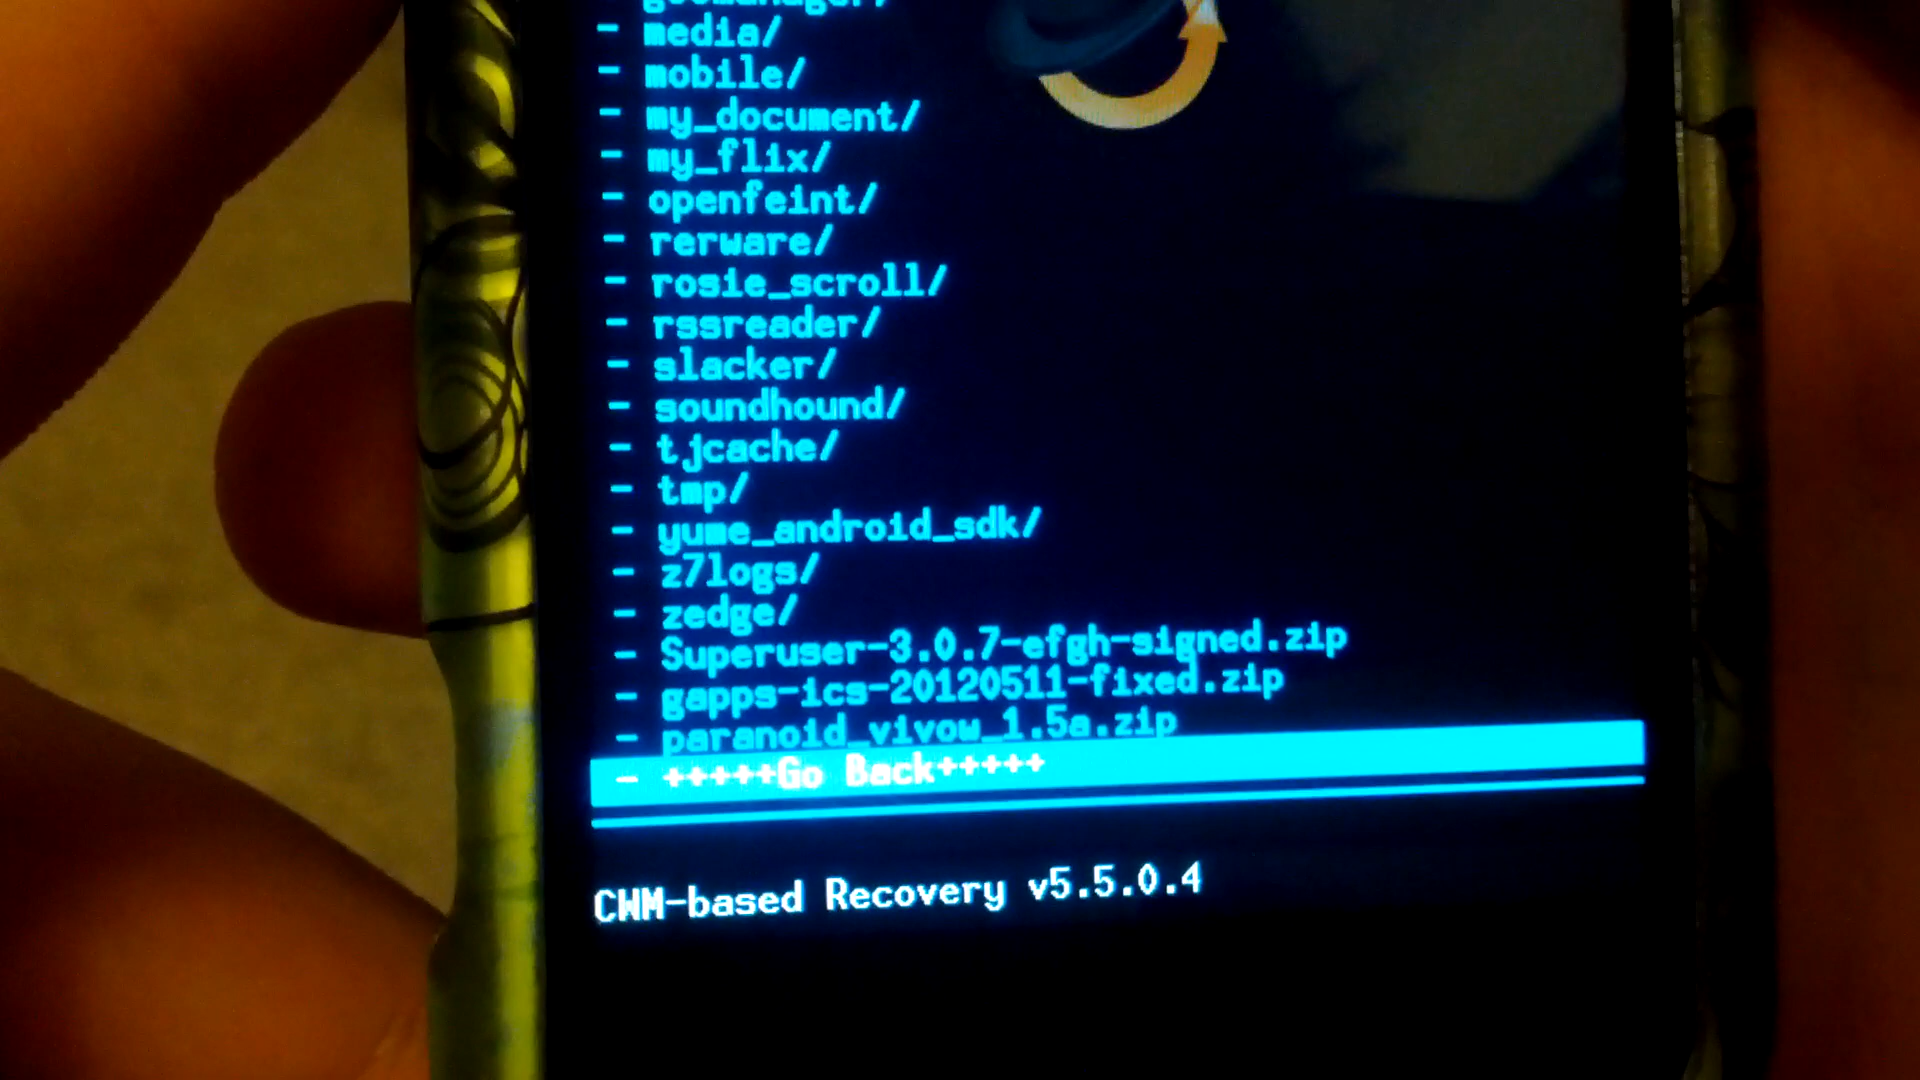 - media/
- mobile/
- my_document/
- my_flix/
- openfeint/
- rerware/
- rosie_scroll/
- rssreader/
- slacker/
- soundhound/
- tjcache/
- tmp/
- yume_android_sdk/
- z7logs/
- zedge/
- Superuser-3.0.7-efgh-signed.zip
- gapps-ics-20120511-fixed.zip
- paranoid_vivow_1.5a.zip
- +++++Go Back+++++
CWM-based Recovery v5.5.0.4